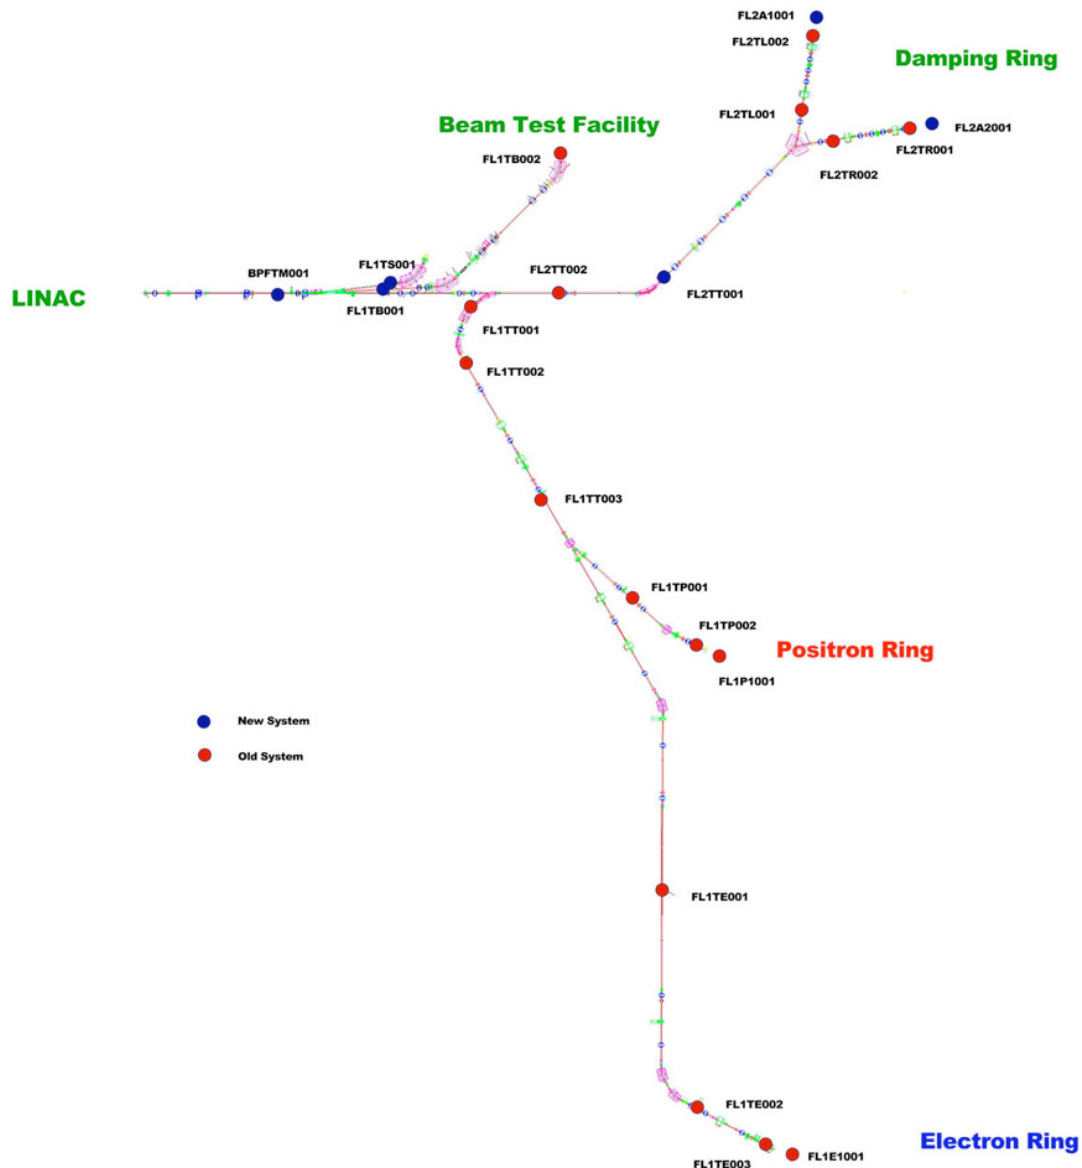 FL2A1001
FL2TL002
Damping Ring
FL2TL001
Beam Test Facility
FL2A2001
FL2TR001
FL1TB002
FL2TR002
FL1TS001
BPFTM001
FL2TT002
FL2TT001
LINAC
FL1TB001
FL1TT001
FL1TT002
FL1TT003
FL1TP001
FL1TP002
Positron Ring
FL1P1001
New System
Old System
FL1TE001
FL1TE002
Electron Ring
FL1E1001
FL1TE003